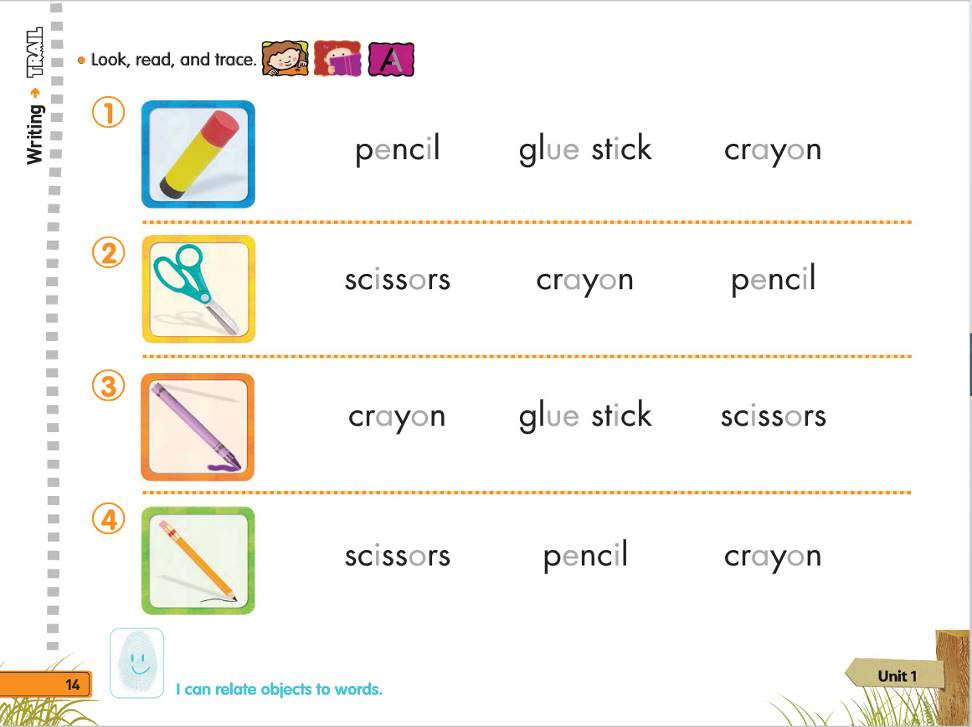 Writing → TRAIL
• Look, read, and trace.
A
1
pencil glue stick crayon
2
scissors crayon pencil
3
crayon glue stick scissors
4
scissors pencil crayon
I can relate objects to words.
14
Unit 1